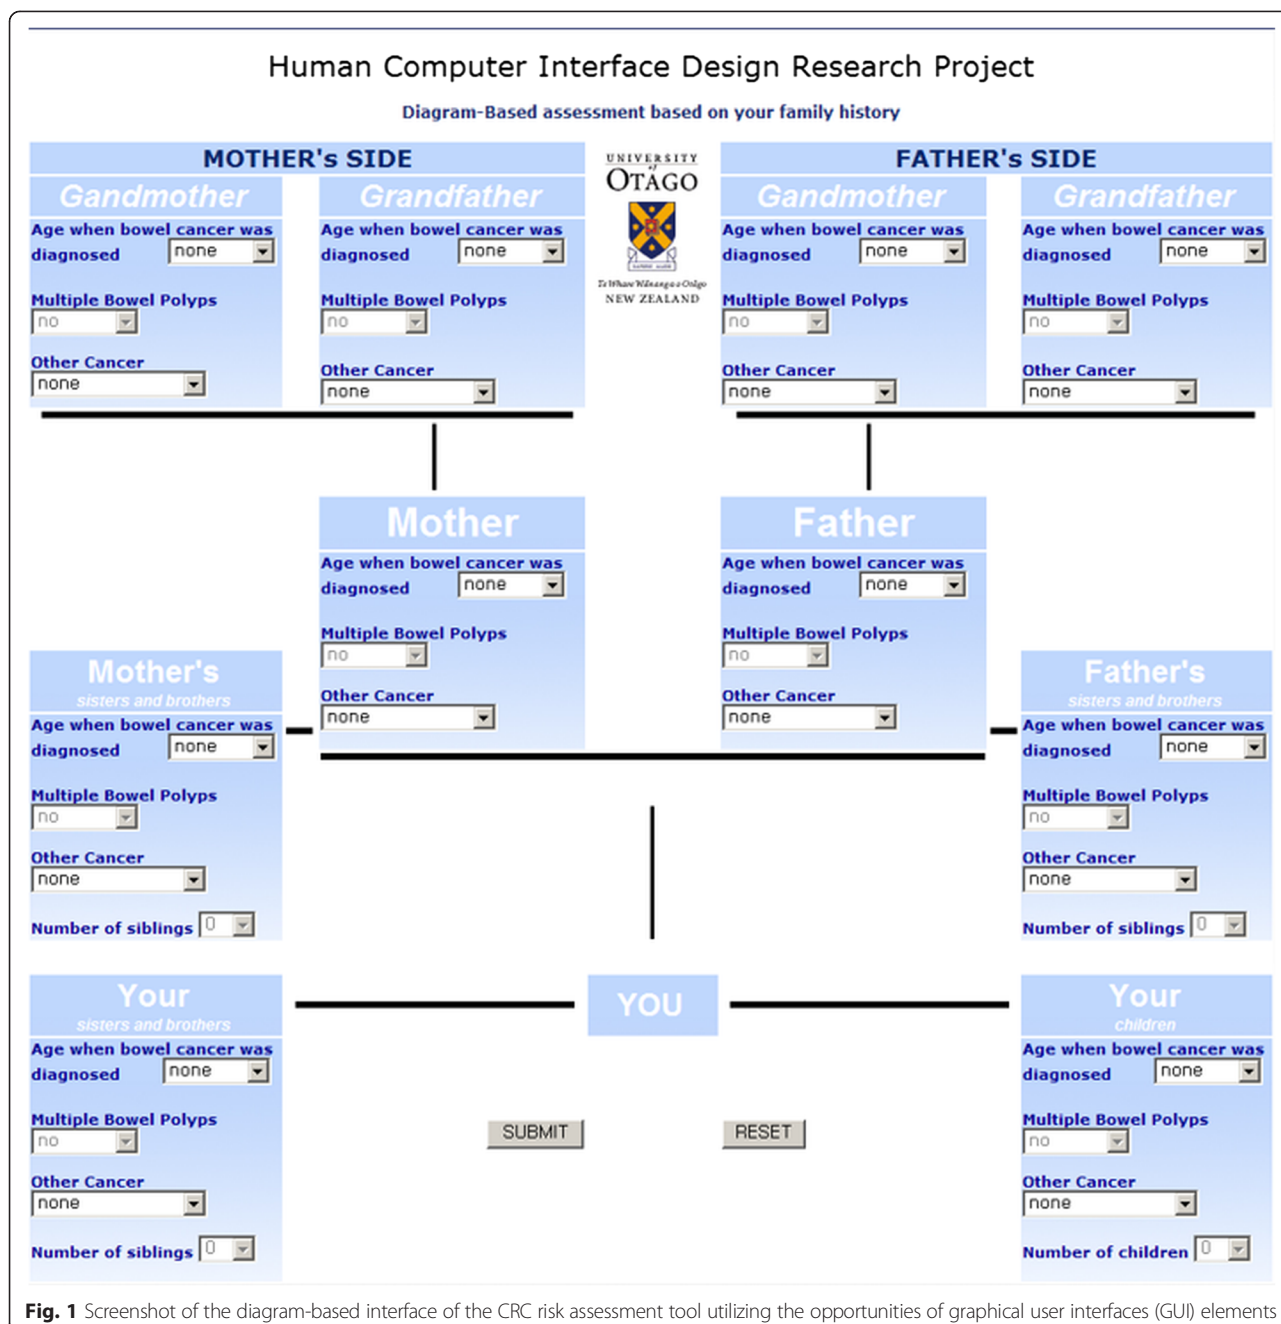 Human Computer Interface Design Research Project
Diagram-Based assessment based on your family history
MOTHER's SIDE
Gandmother
Age when bowel cancer was
diagnosed none
Multiple Bowel Polyps
no
Other Cancer
none
Grandfather
Age when bowel cancer was
diagnosed none
Multiple Bowel Polyps
no
Other Cancer
none
UNIVERSITY
of
OTAGO
Te Whare Wānanga o Otāgo
NEW ZEALAND
FATHER's SIDE
Gandmother
Age when bowel cancer was
diagnosed none
Multiple Bowel Polyps
no
Other Cancer
none
Grandfather
Age when bowel cancer was
diagnosed none
Multiple Bowel Polyps
no
Other Cancer
none
Mother
Age when bowel cancer was
diagnosed none
Multiple Bowel Polyps
no
Other Cancer
none
Father
Age when bowel cancer was
diagnosed none
Multiple Bowel Polyps
no
Other Cancer
none
Mother's
sisters and brothers
Age when bowel cancer was
diagnosed none
Multiple Bowel Polyps
no
Other Cancer
none
Number of siblings 0
Father's
sisters and brothers
Age when bowel cancer was
diagnosed none
Multiple Bowel Polyps
no
Other Cancer
none
Number of siblings 0
Your
sisters and brothers
Age when bowel cancer was
diagnosed none
Multiple Bowel Polyps
no
Other Cancer
none
Number of siblings 0
YOU
SUBMIT
RESET
Your
children
Age when bowel cancer was
diagnosed none
Multiple Bowel Polyps
no
Other Cancer
none
Number of children 0
Fig. 1 Screenshot of the diagram-based interface of the CRC risk assessment tool utilizing the opportunities of graphical user interfaces (GUI) elements